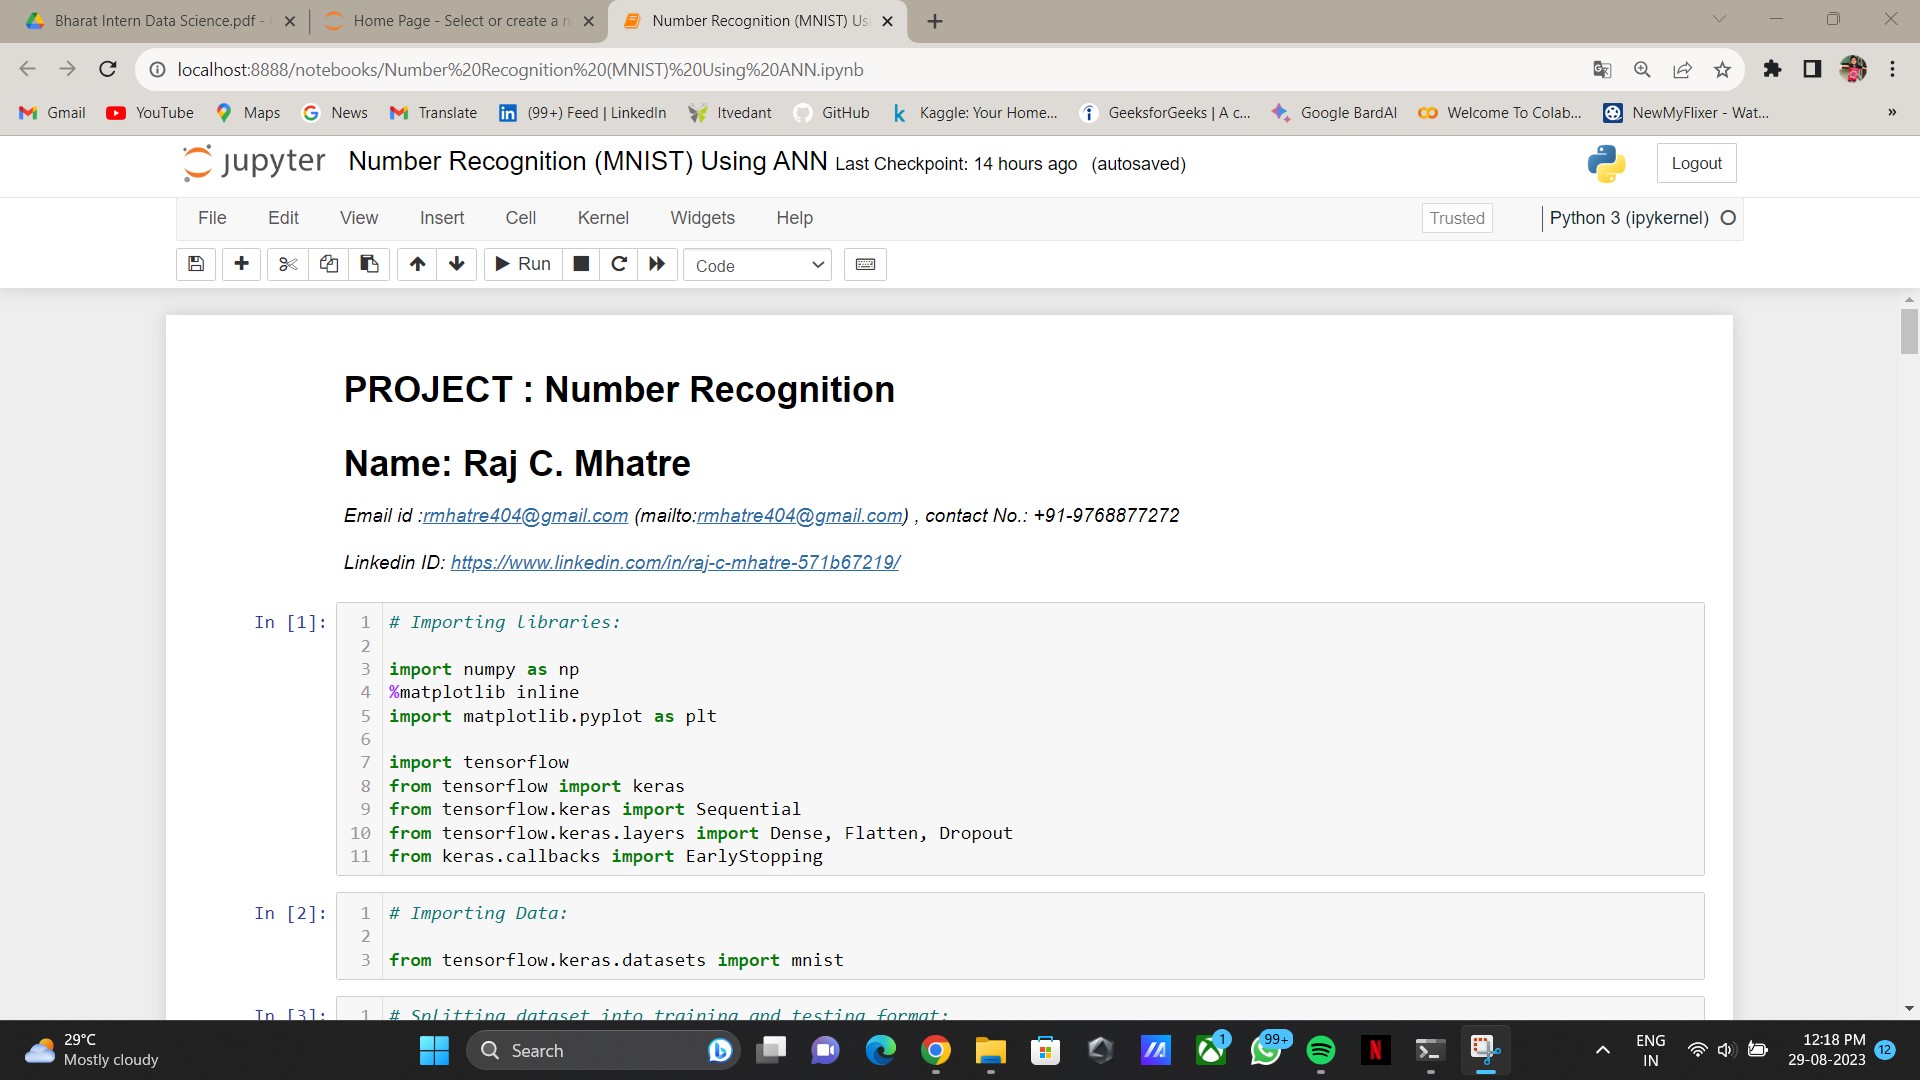 Bharat Intern Data Science.pdf -
Home Page - Select or create a n
Number Recognition (MNIST) Us
localhost:8888/notebooks/Number%20Recognition%20(MNIST)%20Using%20ANN.ipynb
Gmail YouTube Maps News Translate (99+) Feed | LinkedIn Itvedant GitHub Kaggle: Your Home... GeeksforGeeks | A c... Google BardAI Welcome To Colab... NewMyFlixer - Wat... »
jupyter Number Recognition (MNIST) Using ANN Last Checkpoint: 14 hours ago (autosaved) Logout
File Edit View Insert Cell Kernel Widgets Help Trusted Python 3 (ipykernel)
Run Code
PROJECT : Number Recognition
Name: Raj C. Mhatre
Email id :rmhatre404@gmail.com (mailto:rmhatre404@gmail.com) , contact No.: +91-9768877272
Linkedin ID: https://www.linkedin.com/in/raj-c-mhatre-571b67219/
In [1]: 1 # Importing libraries:
2
3 import numpy as np
4 %matplotlib inline
5 import matplotlib.pyplot as plt
6
7 import tensorflow
8 from tensorflow import keras
9 from tensorflow.keras import Sequential
10 from tensorflow.keras.layers import Dense, Flatten, Dropout
11 from keras.callbacks import EarlyStopping
In [2]: 1 # Importing Data:
2
3 from tensorflow.keras.datasets import mnist
In [3]: 1 # Splitting dataset into training and testing format:
29°C
Mostly cloudy
Search
1
99+
ENG
IN
12:18 PM
29-08-2023
12